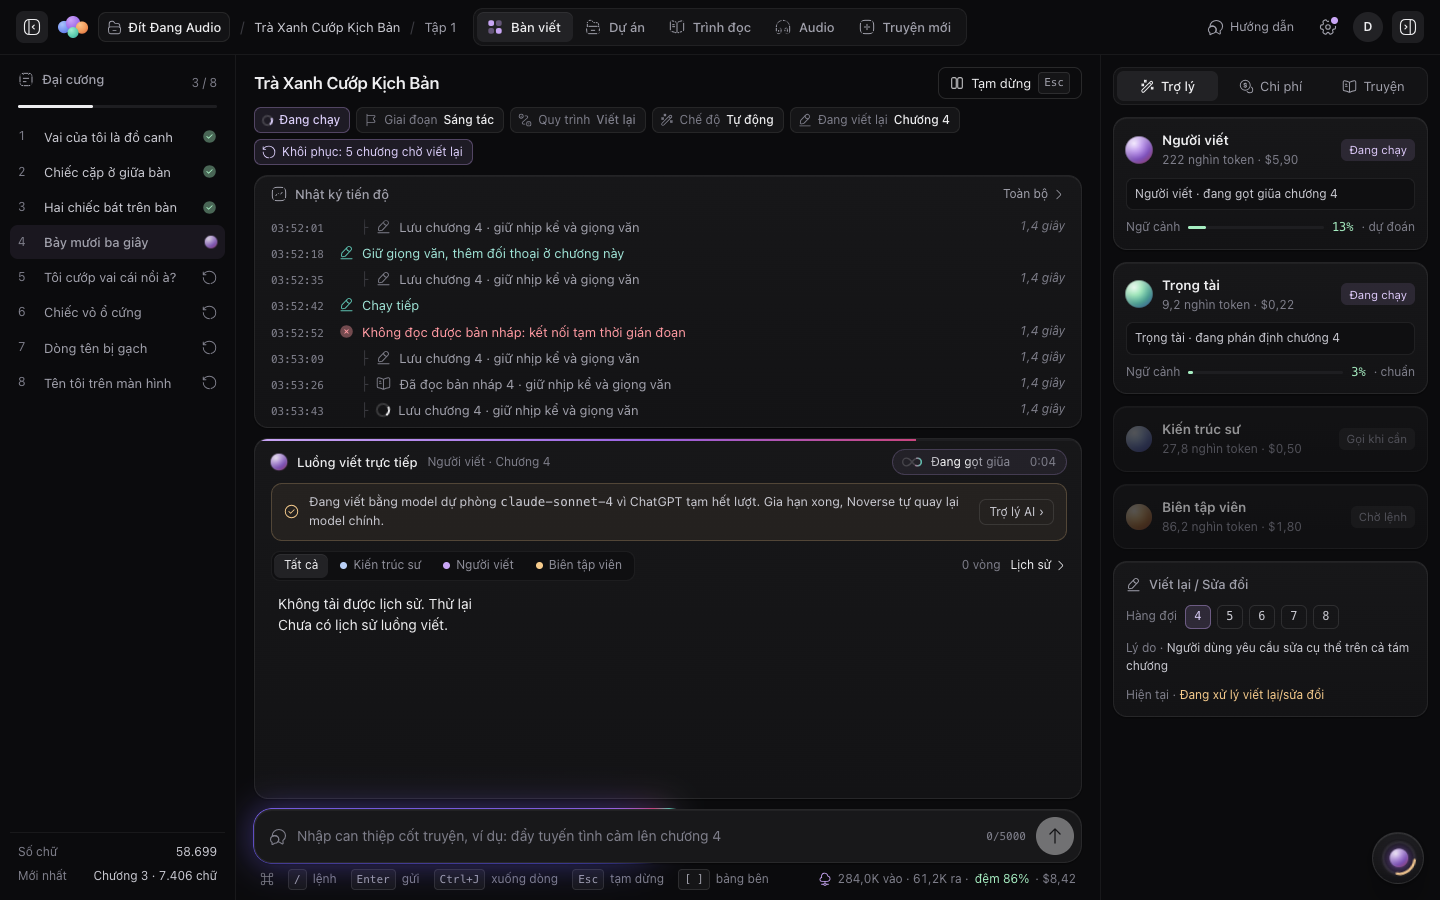 Đít Đang Audio / Trà Xanh Cướp Kịch Bản / Tập 1
Bàn viết
Dự án
Trình đọc
Audio
Truyện mới
Hướng dẫn
D
Đại cương 3 / 8
1 Vai của tôi là đồ canh
2 Chiếc cặp ở giữa bàn
3 Hai chiếc bát trên bàn
4 Bảy mươi ba giây
5 Tôi cướp vai cái nồi à?
6 Chiếc vỏ ổ cứng
7 Dòng tên bị gạch
8 Tên tôi trên màn hình
Số chữ 58.699
Mới nhất Chương 3 · 7.406 chữ
Trà Xanh Cướp Kịch Bản
Tạm dừng Esc
Đang chạy
Giai đoạn Sáng tác
Quy trình Viết lại
Chế độ Tự động
Đang viết lại Chương 4
Khôi phục: 5 chương chờ viết lại
Nhật ký tiến độ Toàn bộ
03:52:01 Lưu chương 4 · giữ nhịp kể và giọng văn 1,4 giây
03:52:18 Giữ giọng văn, thêm đối thoại ở chương này
03:52:35 Lưu chương 4 · giữ nhịp kể và giọng văn 1,4 giây
03:52:42 Chạy tiếp
03:52:52 Không đọc được bản nháp: kết nối tạm thời gián đoạn 1,4 giây
03:53:09 Lưu chương 4 · giữ nhịp kể và giọng văn 1,4 giây
03:53:26 Đã đọc bản nháp 4 · giữ nhịp kể và giọng văn 1,4 giây
03:53:43 Lưu chương 4 · giữ nhịp kể và giọng văn 1,4 giây
Luồng viết trực tiếp Người viết · Chương 4
Đang gọt giũa 0:04
Đang viết bằng model dự phòng claude-sonnet-4 vì ChatGPT tạm hết lượt. Gia hạn xong, Noverse tự quay lại
model chính.
Trợ lý AI ›
Tất cả
Kiến trúc sư
Người viết
Biên tập viên
0 vòng Lịch sử
Không tải được lịch sử. Thử lại
Chưa có lịch sử luồng viết.
Nhập can thiệp cốt truyện, ví dụ: đẩy tuyến tình cảm lên chương 4
0/5000
⌘ / lệnh Enter gửi Ctrl+J xuống dòng Esc tạm dừng [ ] bảng bên
284,0K vào · 61,2K ra · đệm 86% · $8,42
Trợ lý
Chi phí
Truyện
Người viết
222 nghìn token · $5,90
Đang chạy
Người viết · đang gọt giũa chương 4
Ngữ cảnh 13% · dự đoán
Trọng tài
9,2 nghìn token · $0,22
Đang chạy
Trọng tài · đang phán định chương 4
Ngữ cảnh 3% · chuẩn
Kiến trúc sư
27,8 nghìn token · $0,50
Gọi khi cần
Biên tập viên
86,2 nghìn token · $1,80
Chờ lệnh
Viết lại / Sửa đổi
Hàng đợi 4 5 6 7 8
Lý do · Người dùng yêu cầu sửa cụ thể trên cả tám
chương
Hiện tại · Đang xử lý viết lại/sửa đổi